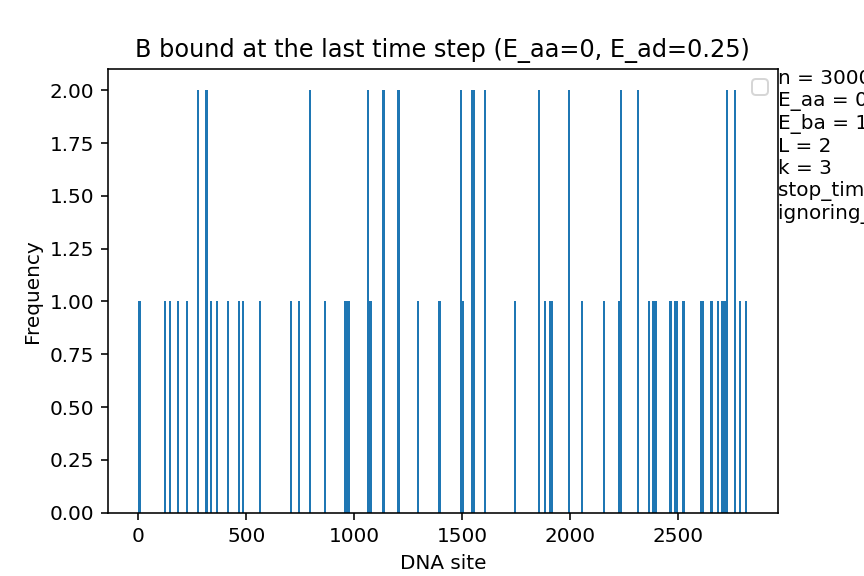 B bound at the last time step (E_aa=0, E_ad=0.25)
n = 3000
E_aa = 0
E_ba = 1
L = 2
k = 3
stop_tim
ignoring_
2.00
1.75
1.50
1.25
1.00
0.75
0.50
0.25
0.00
Frequency
0 500 1000 1500 2000 2500
DNA site